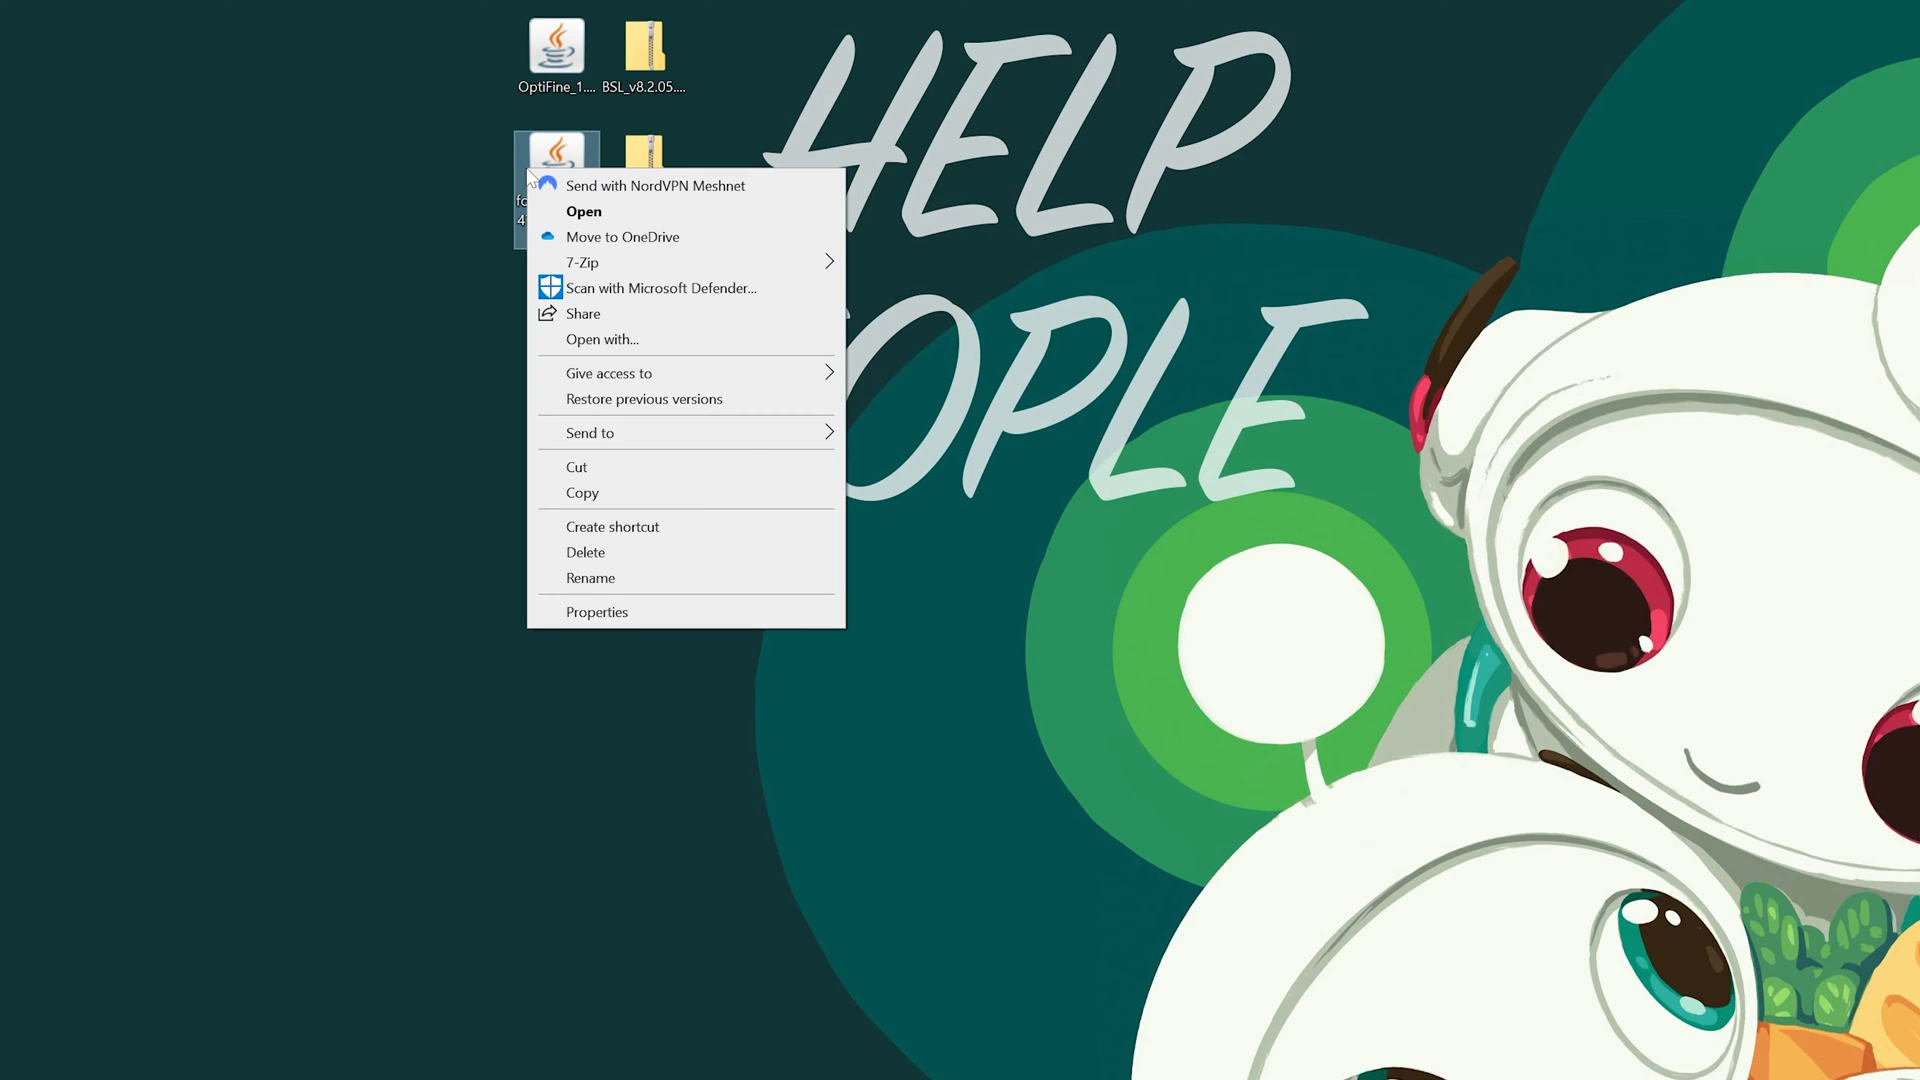 HELP
OptiFine_1.... BSL_v8.2.05....
fo
4
Send with NordVPN Meshnet
Open
Move to OneDrive
7-Zip
Scan with Microsoft Defender...
Share
Open with...
Give access to
Restore previous versions
Send to
Cut
Copy
Create shortcut
Delete
Rename
Properties
OPLE